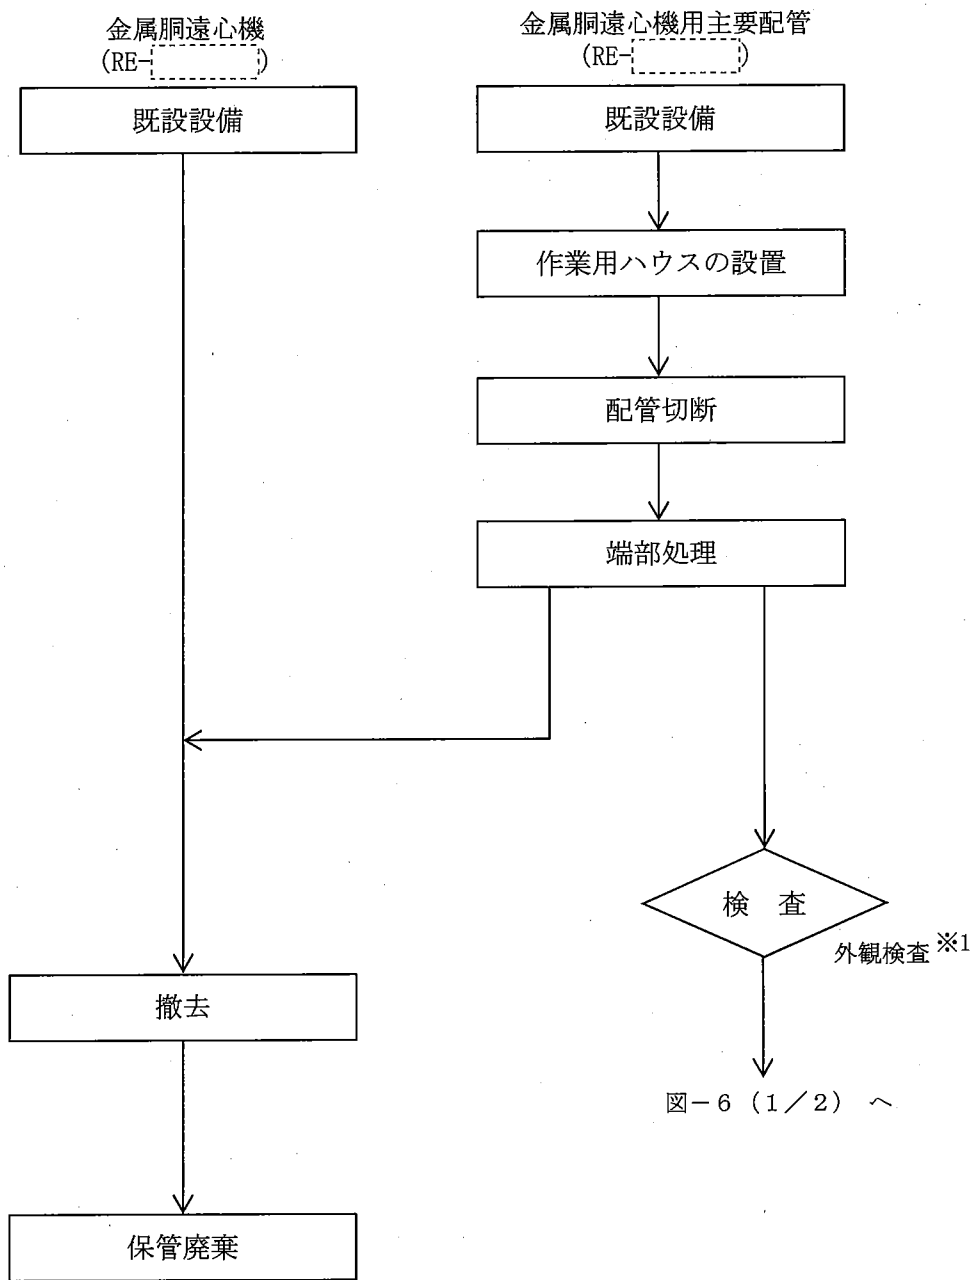 金属胴遠心機
(RE-　　　)
既設設備
金属胴遠心機用主要配管
(RE-　　　)
既設設備
作業用ハウスの設置
配管切断
端部処理
検　査
外観検査※1
図－６（１／２）　へ
撤去
保管廃棄